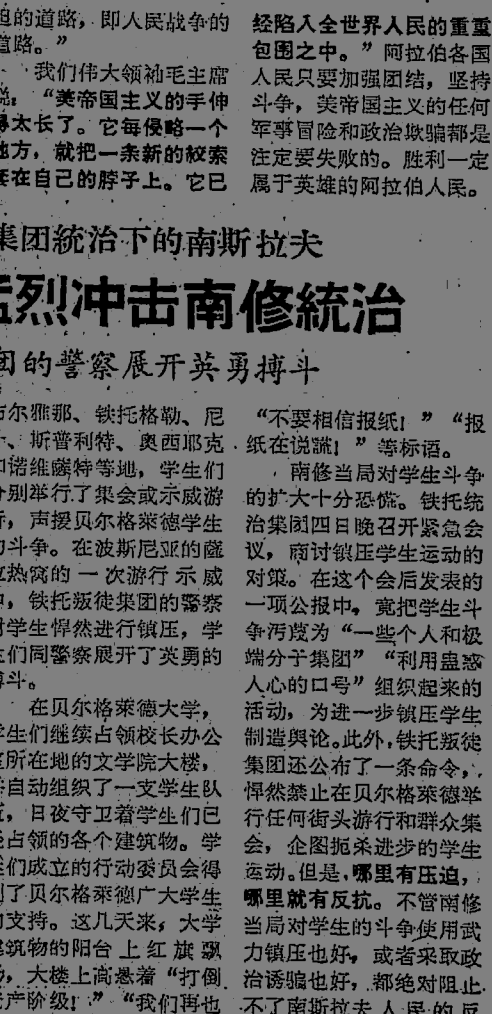 迫的道路，即人民战争的
道路。”
我们伟大领袖毛主席
说：“美帝国主义的手伸
得太长了。它每侵略一个
地方，就把一条新的絞索
套在自己的脖子上。它已
经陷入全世界人民的重重
包围之中。”阿拉伯各国
人民只要加强团结，坚持
斗争，美帝国主义的任何
军事冒险和政治欺骗都是
注定要失败的。胜利一定
属于英雄的阿拉伯人民。
集团統治下的南斯拉夫
猛烈冲击南修統治
团的警察展开英勇搏斗
布尔雅那、铁托格勒、尼
、斯普利特、奥西耶克
和诺维薩特等地，学生们
分别举行了集会或示威游
行，声援贝尔格萊德学生
的斗争。在波斯尼亚的薩
拉热窝的一次游行示威
中，铁托叛徒集团的警察
对学生悍然进行镇压，学
生们同警察展开了英勇的
搏斗。
在贝尔格萊德大学，
学生们继续占领校长办公
室所在地的文学院大楼，
并自动组织了一支学生队
伍，日夜守卫着学生们已
经占领的各个建筑物。学
生们成立的行动委员会得
到了贝尔格萊德广大学生
的支持。这几天来，大学
建筑物的阳台上红旗飘
扬，大楼上高悬着“打倒
资产阶级！”“我们再也
“不要相信报纸！”“报
纸在说謊！”等标语。
南修当局对学生斗争
的扩大十分恐慌。铁托统
治集团四日晚召开紧急会
议，商讨镇压学生运动的
对策。在这个会后发表的
一项公报中，竟把学生斗
争污蔑为“一些个人和极
端分子集团”“利用蛊惑
人心的口号”组织起来的
活动，为进一步镇压学生
制造舆论。此外，铁托叛徒
集团还公布了一条命令，
悍然禁止在贝尔格萊德举
行任何街头游行和群众集
会，企图扼杀进步的学生
运动。但是，哪里有压迫，
哪里就有反抗。不管南修
当局对学生的斗争使用武
力镇压也好，或者采取政
治诱骗也好，都绝对阻止
不了南斯拉夫人民的反